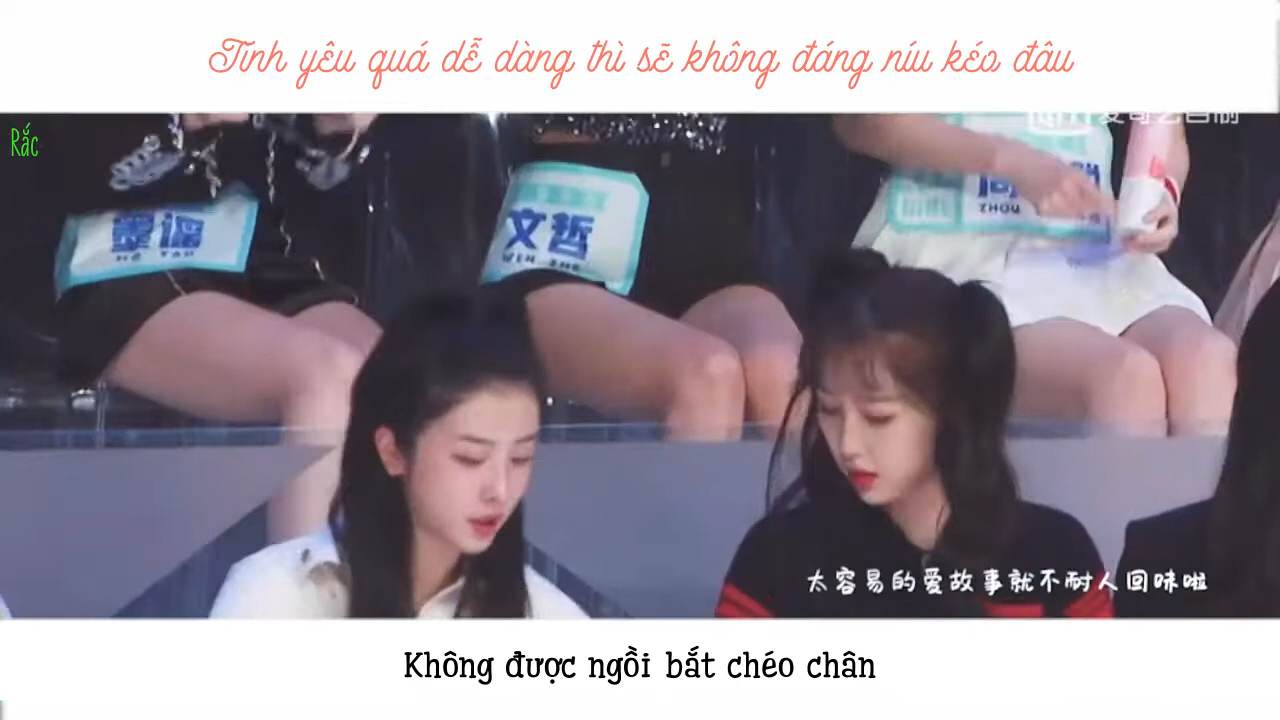 Tình yêu quá dễ dàng thì sẽ không đáng níu kéo đâu
Rắc
文哲
ZHOU
太容易的爱故事就不耐人回味啦
Không được ngồi bắt chéo chân